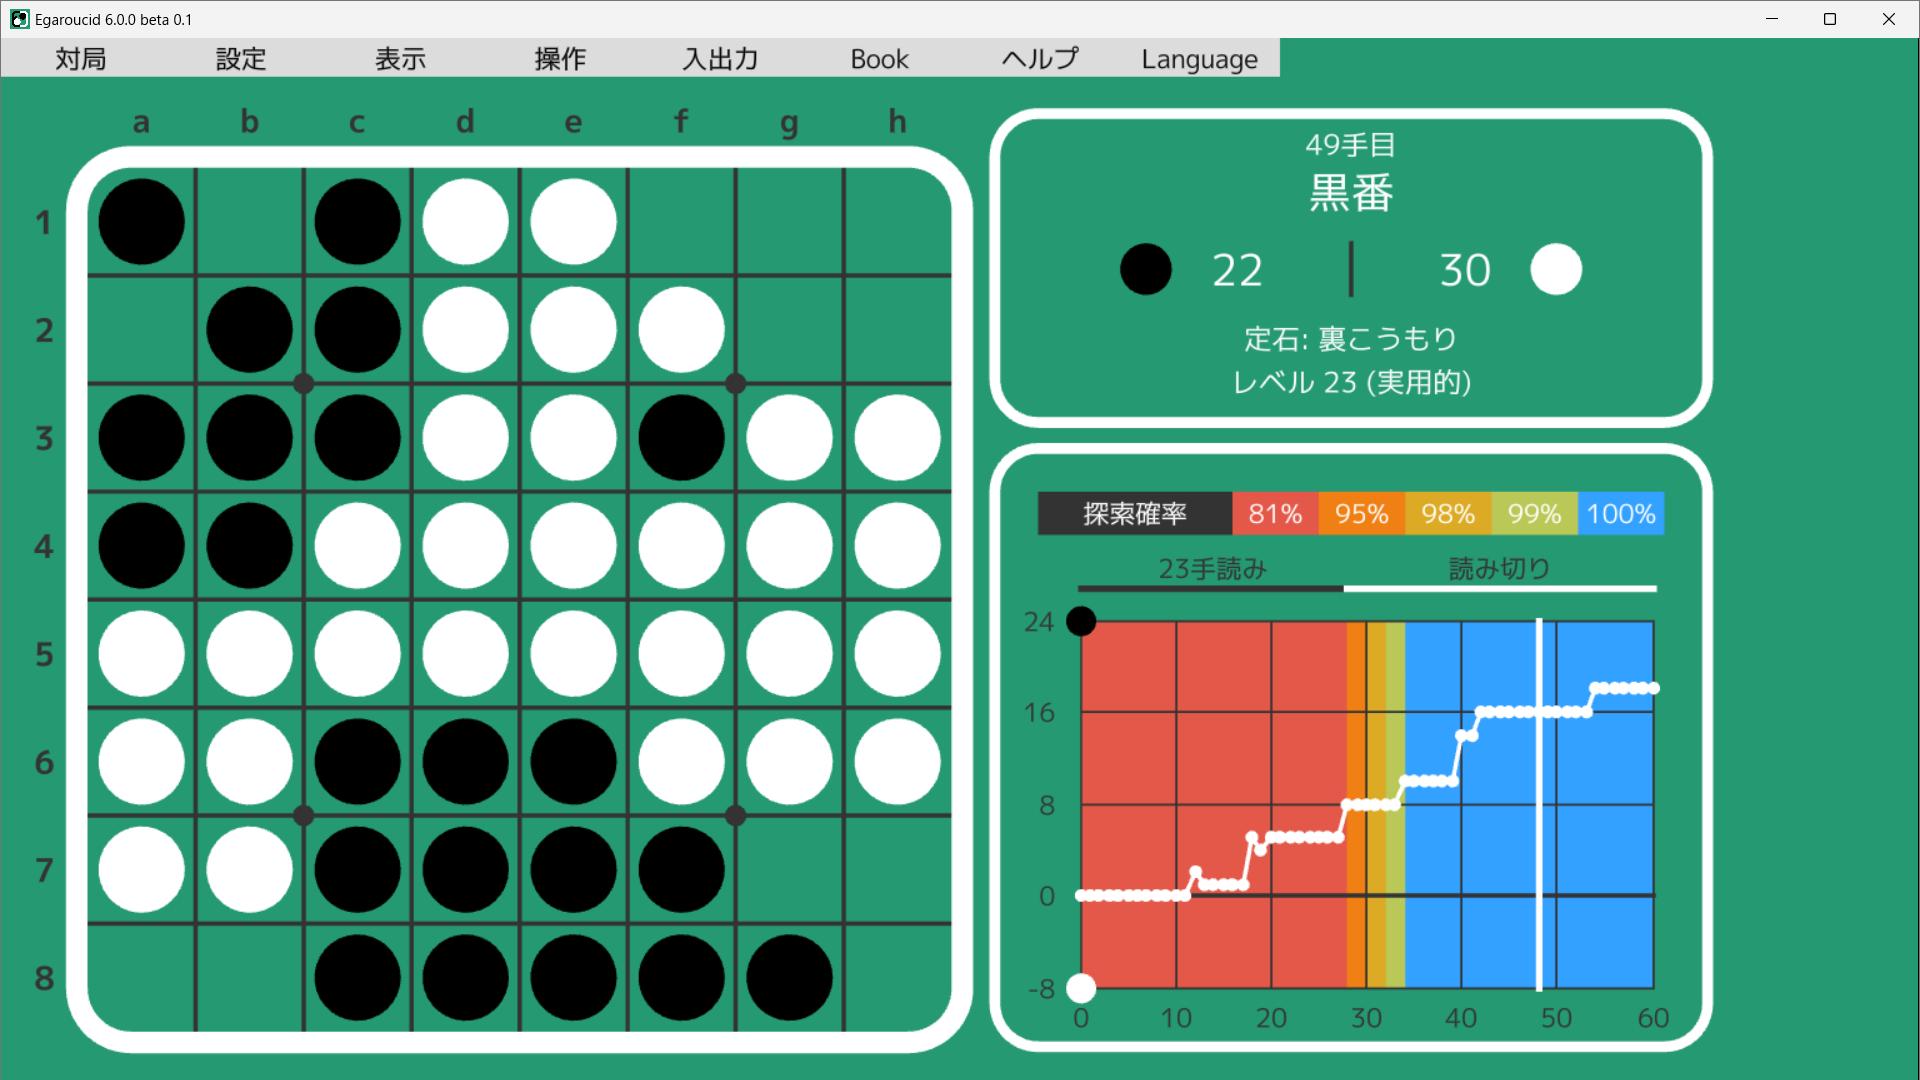 Egaroucid 6.0.0 beta 0.1
対局 設定 表示 操作 入出力 Book ヘルプ Language
a b c d e f g h
1
2
3
4
5
6
7
8
49手目
黒番
22 30
定石: 裏こうもり
レベル 23 (実用的)
探索確率 81% 95% 98% 99% 100%
23手読み 読み切り
24
16
8
0
-8
0 10 20 30 40 50 60